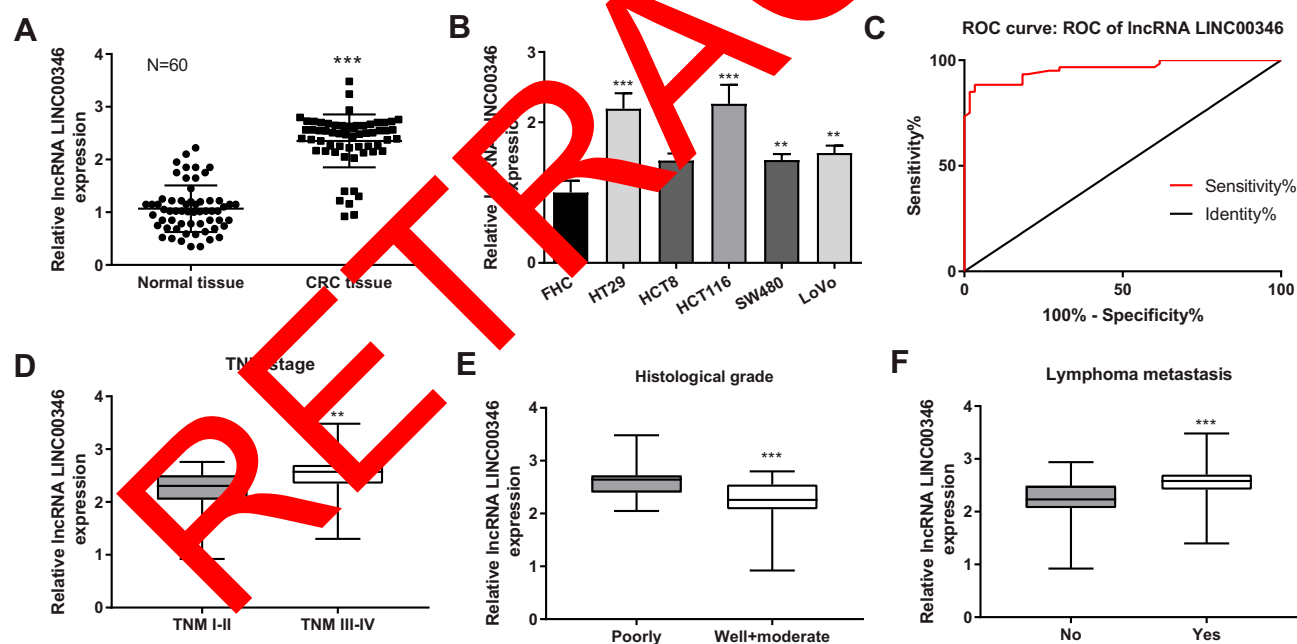 A
Relative lncRNA LINC00346
expression
4
3
2
1
0
N=60
***
Normal tissue
CRC tissue
B
Relative lncRNA LINC00346
expression
3
2
1
0
***
***
**
**
FHC
HT29
HCT8
HCT116
SW480
LoVo
C
ROC curve: ROC of lncRNA LINC00346
Sensitivity%
100
50
0
Sensitivity%
Identity%
0
50
100
100% - Specificity%
D
TNM stage
Relative lncRNA LINC00346
expression
4
3
2
1
0
**
TNM I-II
TNM III-IV
E
Histological grade
Relative lncRNA LINC00346
expression
4
3
2
1
0
***
Poorly
Well+moderate
F
Lymphoma metastasis
Relative lncRNA LINC00346
expression
4
3
2
1
0
***
No
Yes
RETRAC